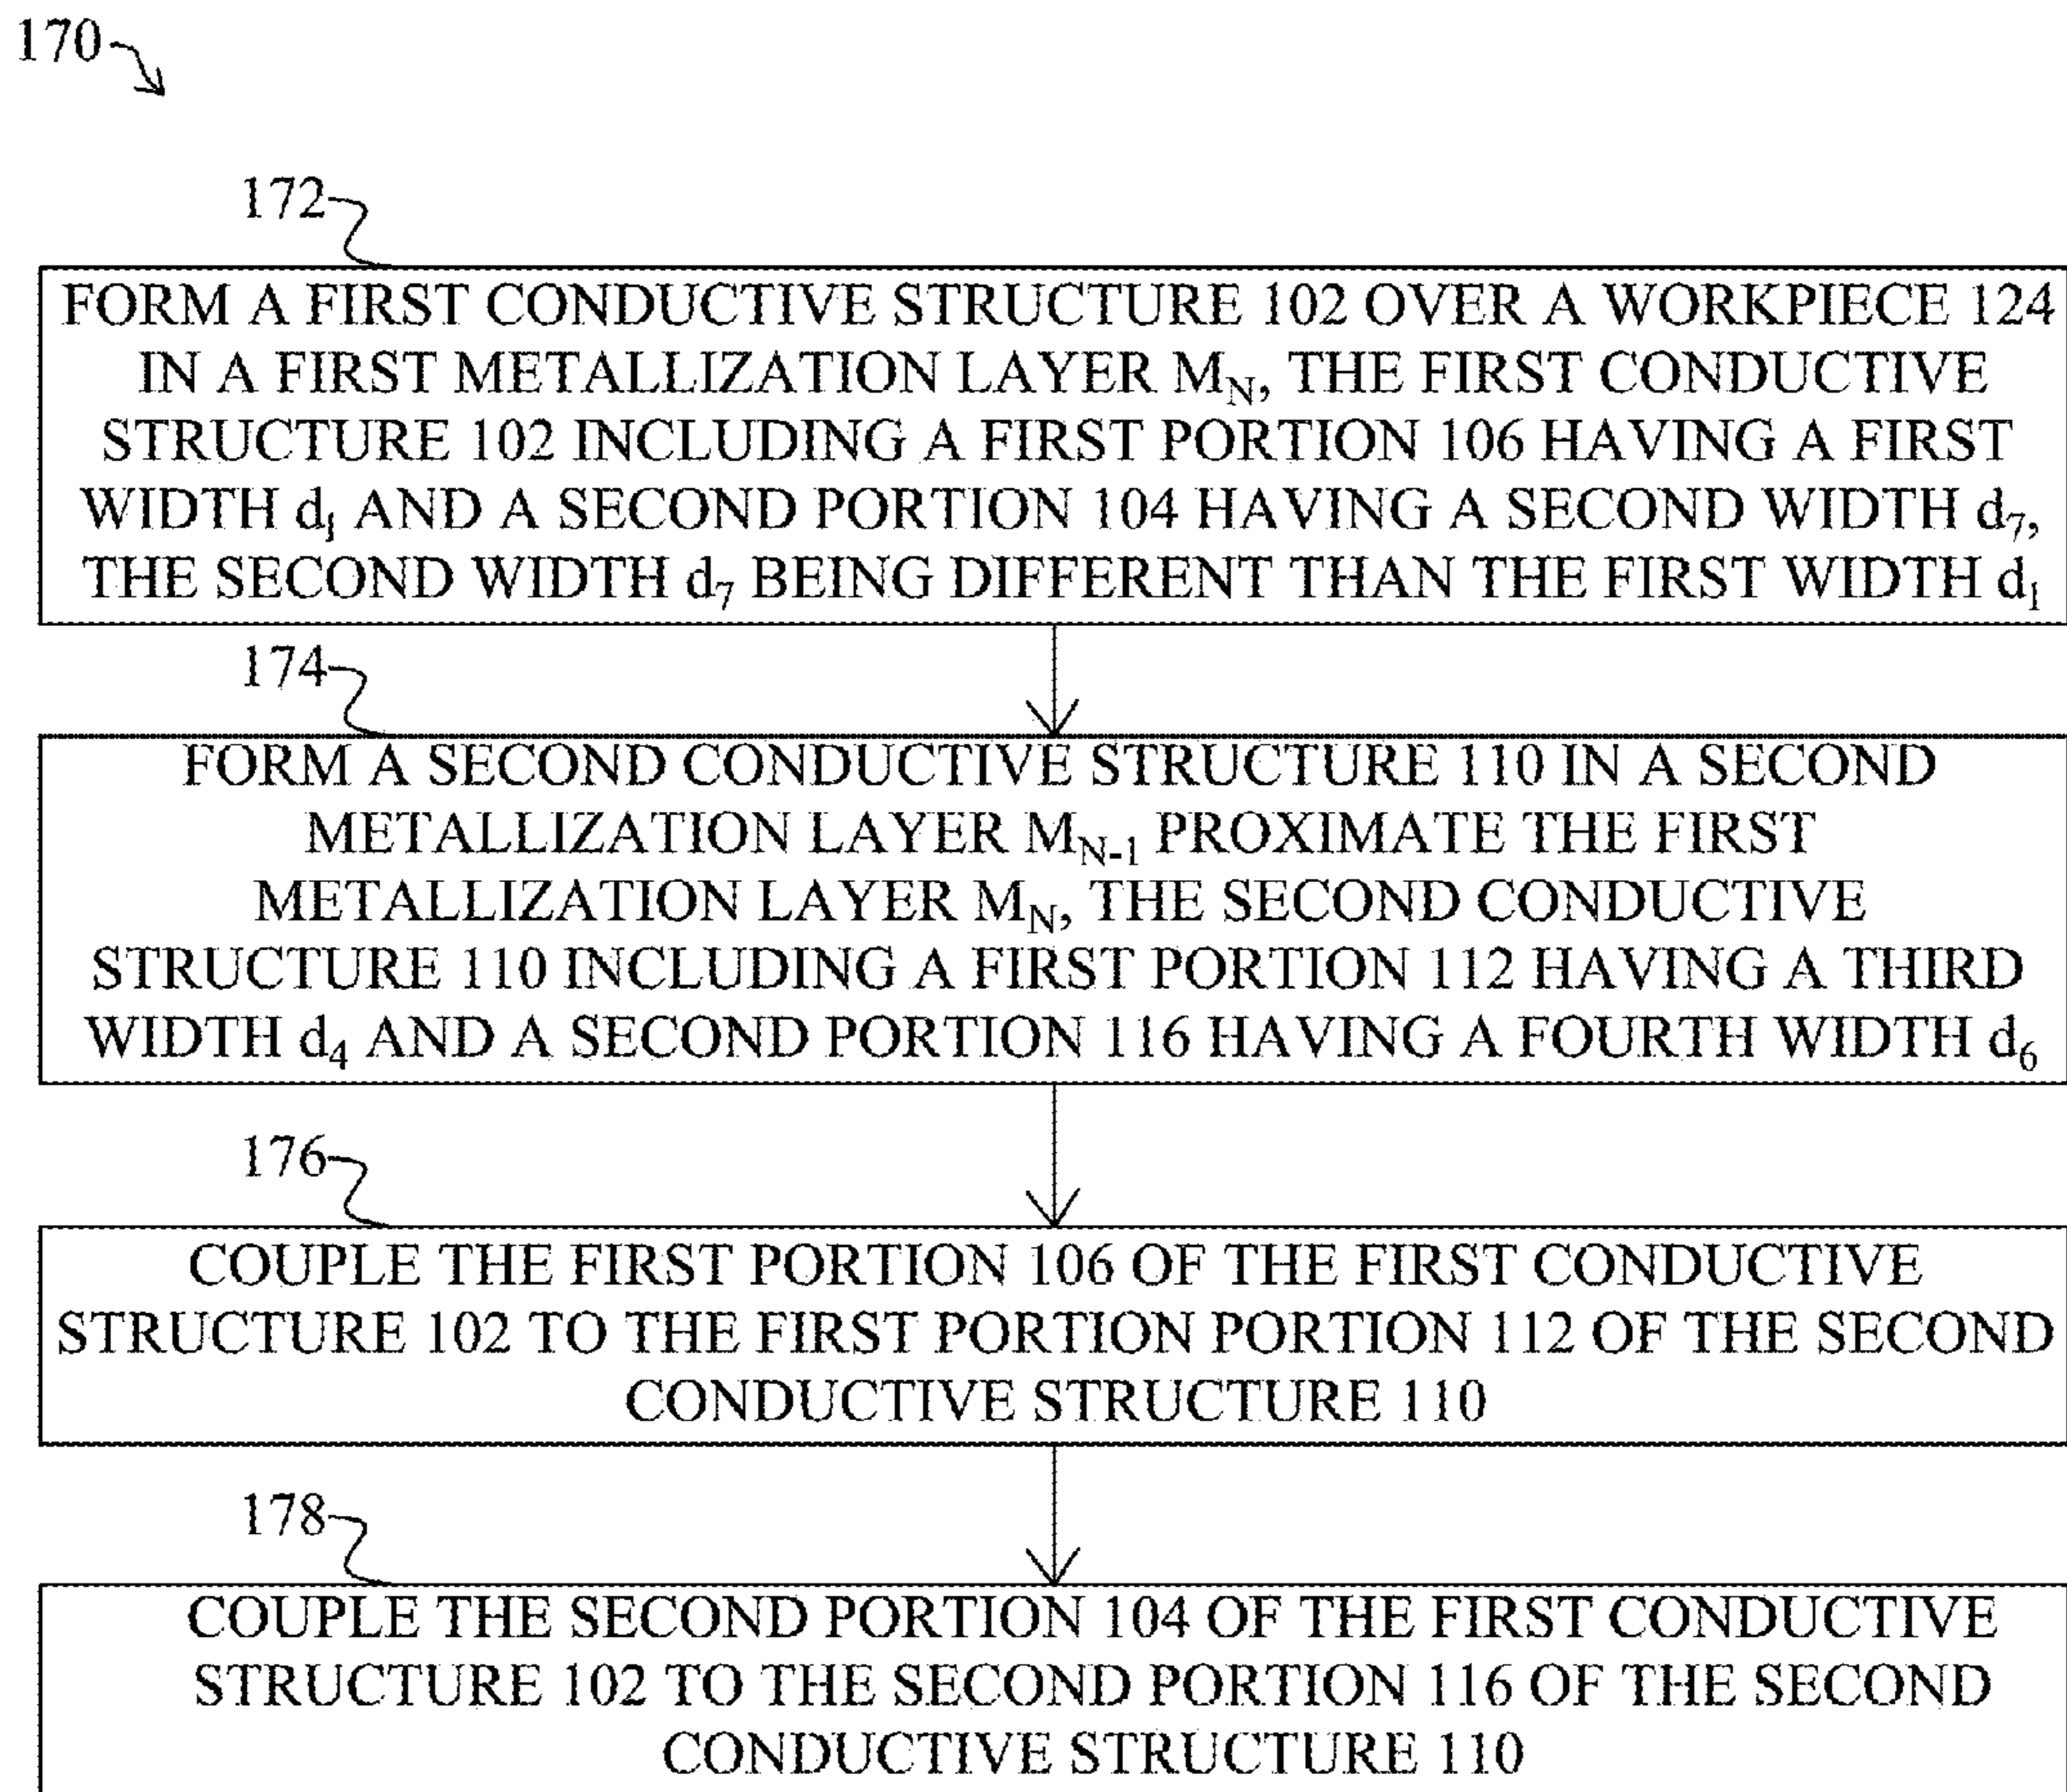 170
172
FORM A FIRST CONDUCTIVE STRUCTURE 102 OVER A WORKPIECE 124
IN A FIRST METALLIZATION LAYER M_N, THE FIRST CONDUCTIVE
STRUCTURE 102 INCLUDING A FIRST PORTION 106 HAVING A FIRST
WIDTH d₁ AND A SECOND PORTION 104 HAVING A SECOND WIDTH d₇,
THE SECOND WIDTH d₇ BEING DIFFERENT THAN THE FIRST WIDTH d₁
174
FORM A SECOND CONDUCTIVE STRUCTURE 110 IN A SECOND
METALLIZATION LAYER M_N-1 PROXIMATE THE FIRST
METALLIZATION LAYER M_N, THE SECOND CONDUCTIVE
STRUCTURE 110 INCLUDING A FIRST PORTION 112 HAVING A THIRD
WIDTH d₄ AND A SECOND PORTION 116 HAVING A FOURTH WIDTH d₆
176
COUPLE THE FIRST PORTION 106 OF THE FIRST CONDUCTIVE
STRUCTURE 102 TO THE FIRST PORTION PORTION 112 OF THE SECOND
CONDUCTIVE STRUCTURE 110
178
COUPLE THE SECOND PORTION 104 OF THE FIRST CONDUCTIVE
STRUCTURE 102 TO THE SECOND PORTION 116 OF THE SECOND
CONDUCTIVE STRUCTURE 110